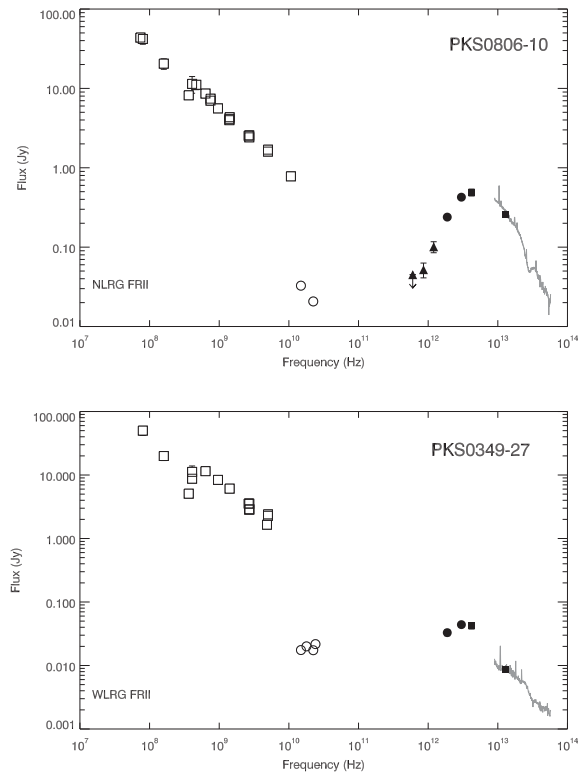 PKS0806-10
100.00
10.00
1.00
0.10
0.01
Flux (Jy)
NLRG FRII
10⁷ 10⁸ 10⁹ 10¹⁰ 10¹¹ 10¹² 10¹³ 10¹⁴
Frequency (Hz)
PKS0349-27
100.000
10.000
1.000
0.100
0.010
0.001
Flux (Jy)
WLRG FRII
10⁷ 10⁸ 10⁹ 10¹⁰ 10¹¹ 10¹² 10¹³ 10¹⁴
Frequency (Hz)